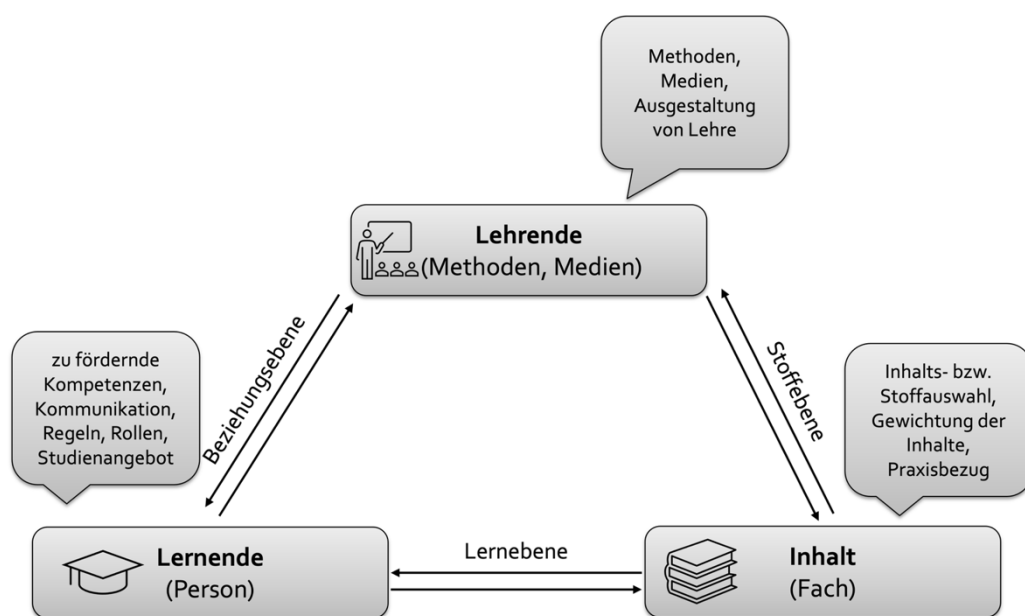 Methoden,
Medien,
Ausgestaltung
von Lehre
Lehrende
(Methoden, Medien)
Beziehungsebene
Stoffebene
zu fördernde
Kompetenzen,
Kommunikation,
Regeln, Rollen,
Studienangebot
Inhalts- bzw.
Stoffauswahl,
Gewichtung der
Inhalte,
Praxisbezug
Lernende
(Person)
Lernebene
Inhalt
(Fach)